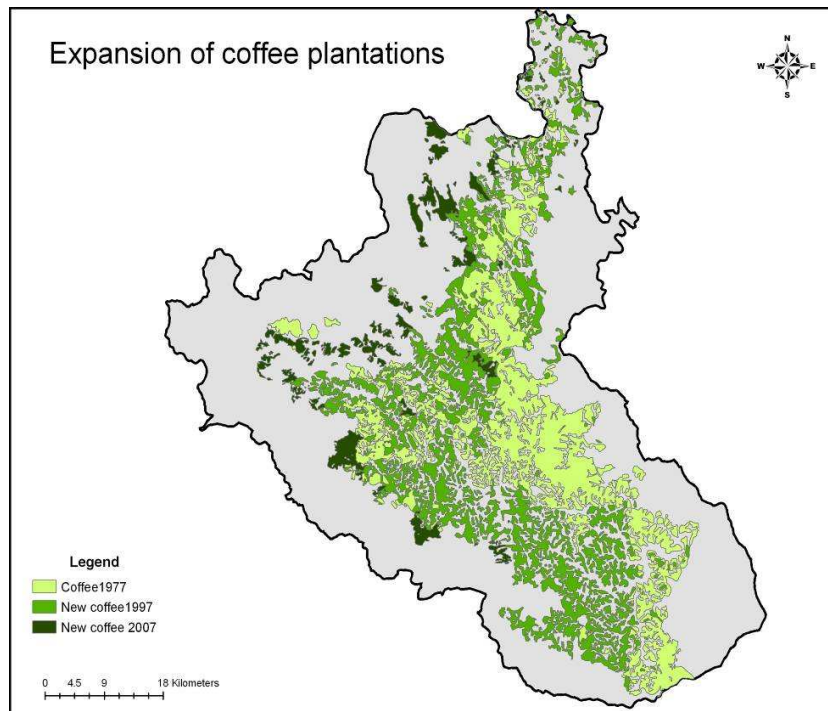 Expansion of coffee plantations
N
W E
S
Legend
Coffee1977
New coffee1997
New coffee 2007
0 4.5 9 18 Kilometers